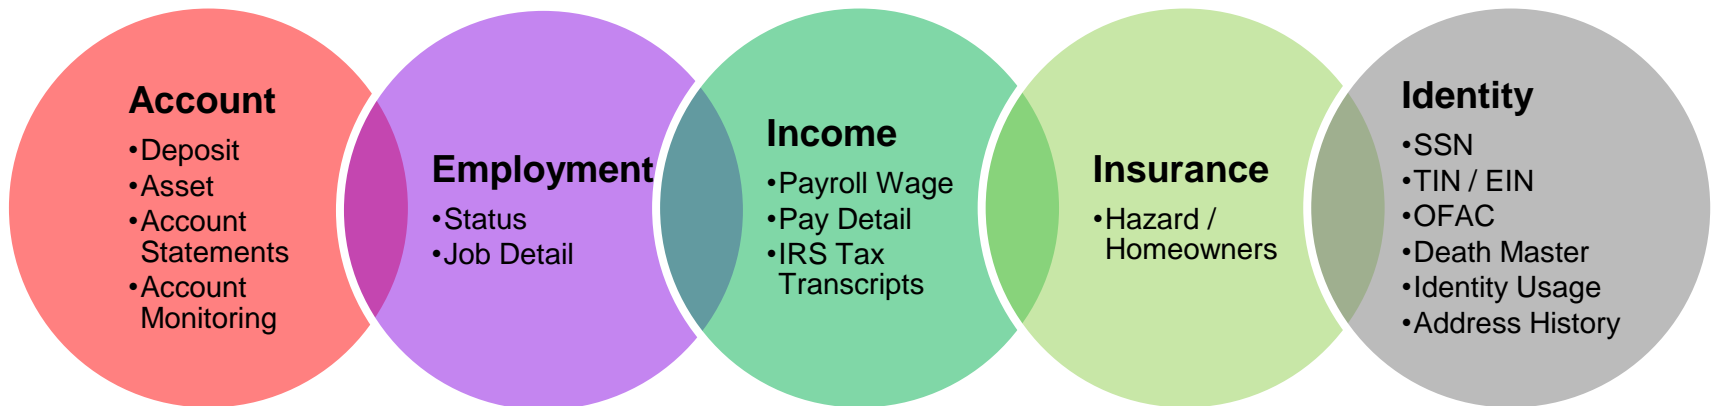 Account
•Deposit
•Asset
•Account
Statements
•Account
Monitoring
Employment
•Status
•Job Detail
Income
•Payroll Wage
•Pay Detail
•IRS Tax
Transcripts
Insurance
•Hazard /
Homeowners
Identity
•SSN
•TIN / EIN
•OFAC
•Death Master
•Identity Usage
•Address History